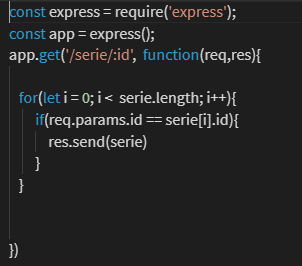 const express = require('express');
const app = express();
app.get('/serie/:id', function(req,res){
for(let i = 0; i < serie.length; i++){
if(req.params.id == serie[i].id){
res.send(serie)
}
}
})